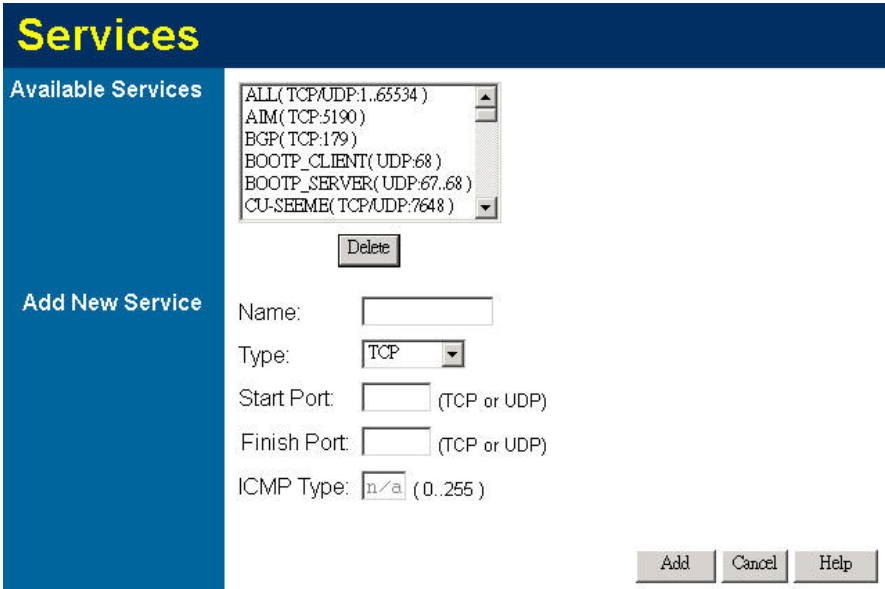 Services
Available Services
ALL( TCP/UDP:1..65534 )
AIM( TCP:5190 )
BGP( TCP:179 )
BOOTP_CLIENT( UDP:68 )
BOOTP_SERVER( UDP:67..68 )
CU-SEEME( TCP/UDP:7648 )
Delete
Add New Service
Name:
Type: TCP
Start Port: (TCP or UDP)
Finish Port: (TCP or UDP)
ICMP Type: n/a ( 0..255 )
Add Cancel Help